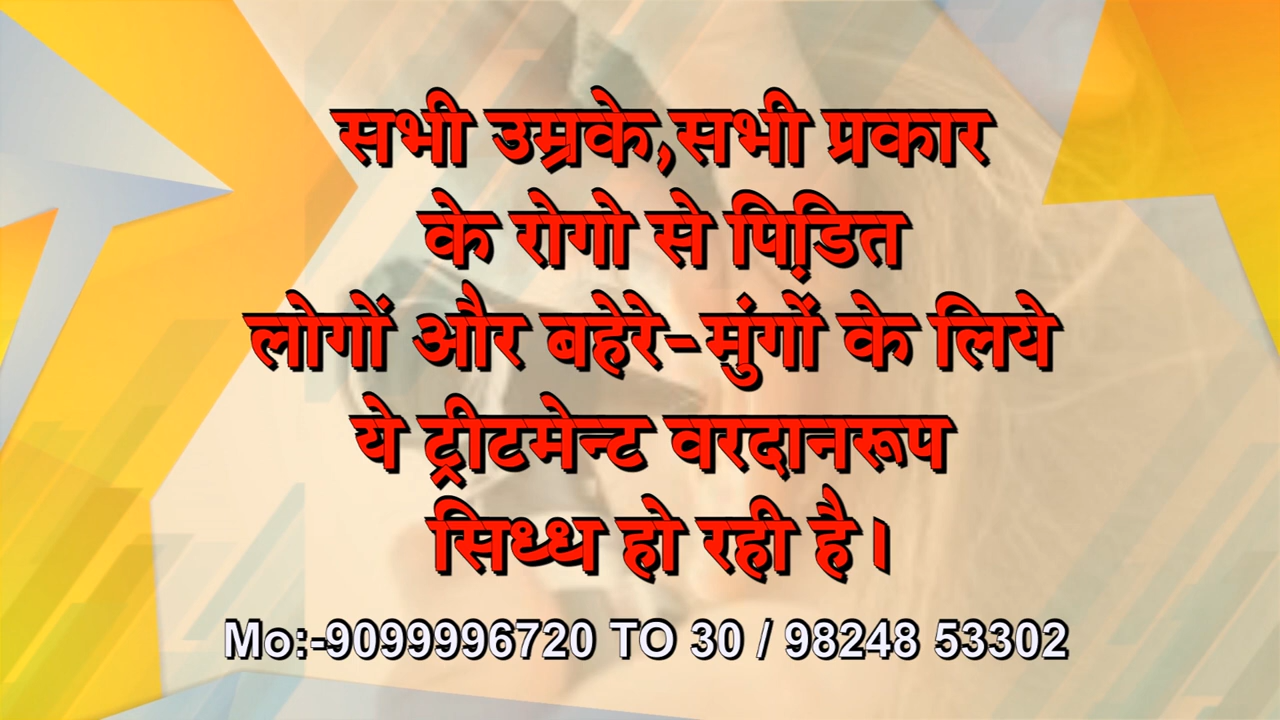 सभी उम्रके,सभी प्रकार
के रोगो से पिड़ित
लोगों और बहेरे-मुंगों के लिये
ये ट्रीटमेन्ट वरदानरूप
सिध्ध हो रही है।
Mo:-9099996720 TO 30 / 98248 53302